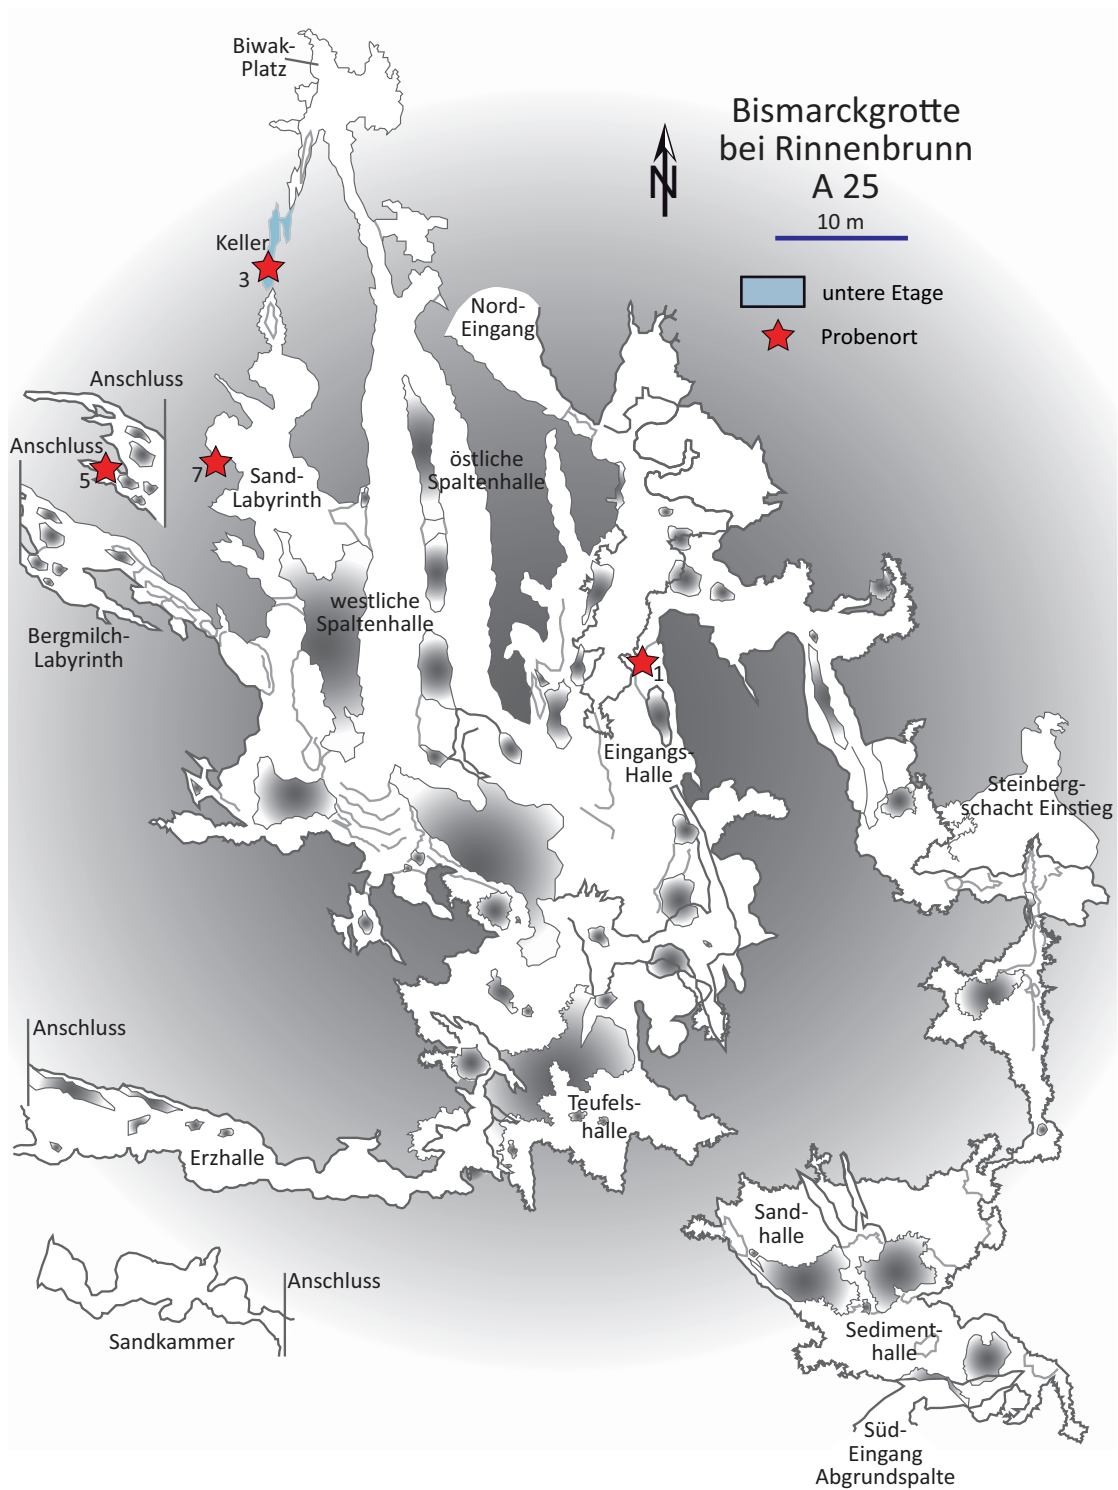 Biwak-
Platz
Bismarckgrotte
bei Rinnenbrunn
A 25
N
10 m
untere Etage
Probenort
Keller
3
Nord-
Eingang
Anschluss
Anschluss
5
7
Sand-
Labyrinth
östliche
Spaltenhalle
westliche
Spaltenhalle
Bergmilch-
Labyrinth
1
Eingangs-
Halle
Steinberg-
schacht Einstieg
Anschluss
Erzhalle
Teufels-
halle
Sand-
halle
Anschluss
Sandkammer
Sediment-
halle
Süd-
Eingang
Abgrundspalte